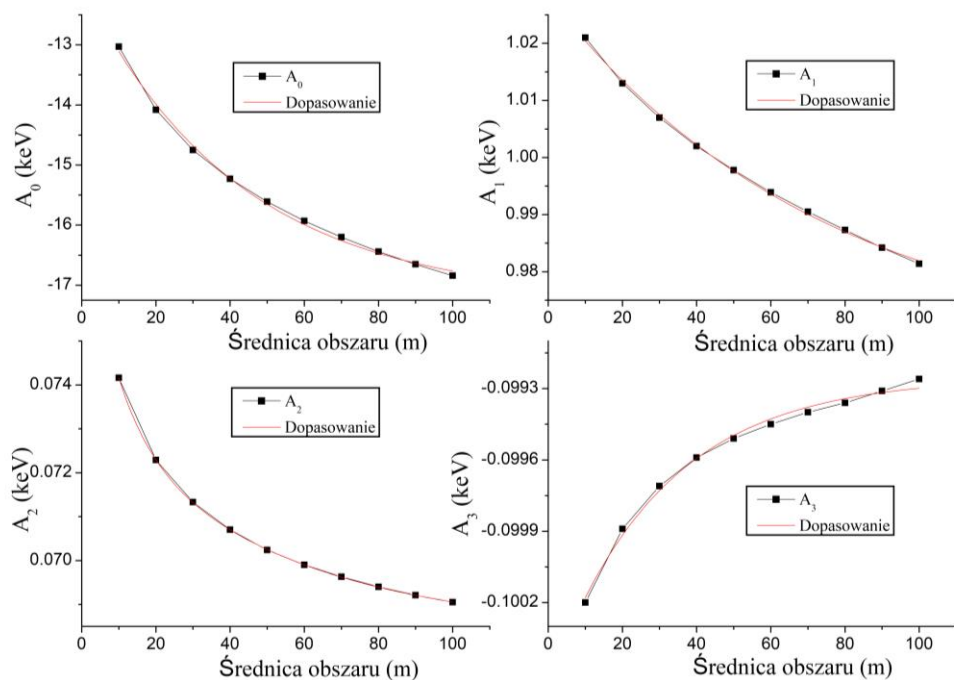 -13
-14
-15
-16
-17
A0 (keV)
A0
Dopasowanie
0 20 40 60 80 100
Średnica obszaru (m)
1.02
1.01
1.00
0.99
0.98
A1 (keV)
A1
Dopasowanie
0 20 40 60 80 100
Średnica obszaru (m)
0.074
0.072
0.070
A2 (keV)
A2
Dopasowanie
0 20 40 60 80 100
Średnica obszaru (m)
-0.0993
-0.0996
-0.0999
-0.1002
A3 (keV)
A3
Dopasowanie
0 20 40 60 80 100
Średnica obszaru (m)